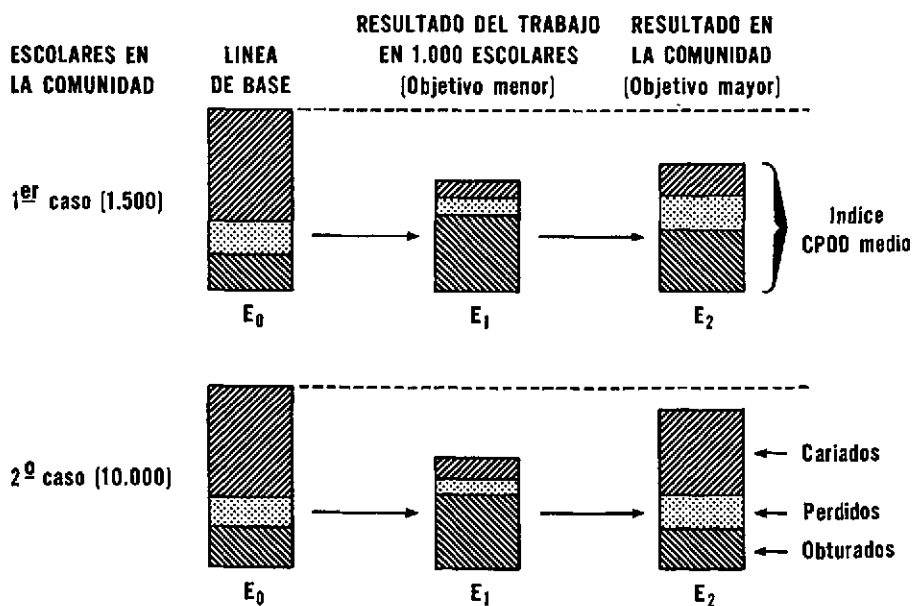 ESCOLARES EN
LA COMUNIDAD
LINEA
DE BASE
RESULTADO DEL TRABAJO
EN 1.000 ESCOLARES
(Objetivo menor)
RESULTADO EN
LA COMUNIDAD
(Objetivo mayor)
1er caso (1.500)
E0
E1
E2
Indice
CPOD medio
2º caso (10.000)
Cariados
Perdidos
Obturados
E0
E1
E2